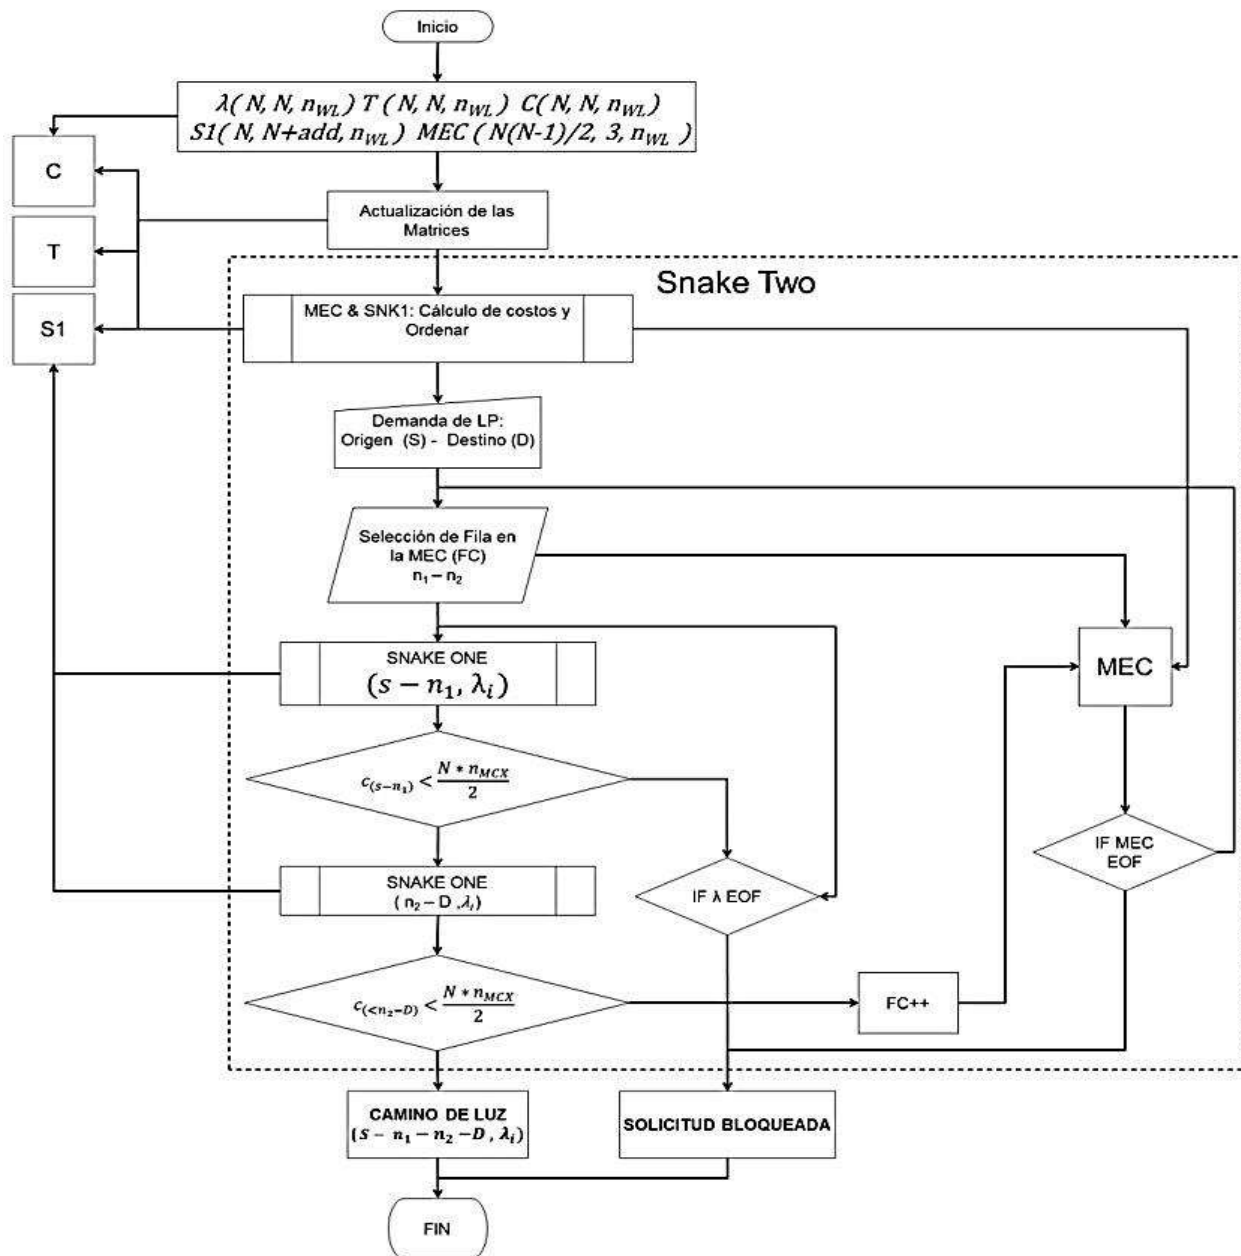 Inicio
λ( N, N, n_WL ) T ( N, N, n_WL ) C( N, N, n_WL )
S1( N, N+add, n_WL ) MEC ( N(N-1)/2, 3, n_WL )
C
Actualización de las
Matrices
T
Snake Two
S1
MEC & SNK1: Cálculo de costos y
Ordenar
Demanda de LP:
Origen (S) - Destino (D)
Selección de Fila en
la MEC (FC)
n₁ – n₂
SNAKE ONE
(s – n₁, λᵢ)
MEC
c_(s−n₁) < N * n_MCX / 2
IF MEC
EOF
SNAKE ONE
( n₂ – D ,λᵢ)
IF λ EOF
c_(<n₂−D) < N * n_MCX / 2
FC++
CAMINO DE LUZ
(s – n₁ – n₂ – D , λᵢ)
SOLICITUD BLOQUEADA
FIN